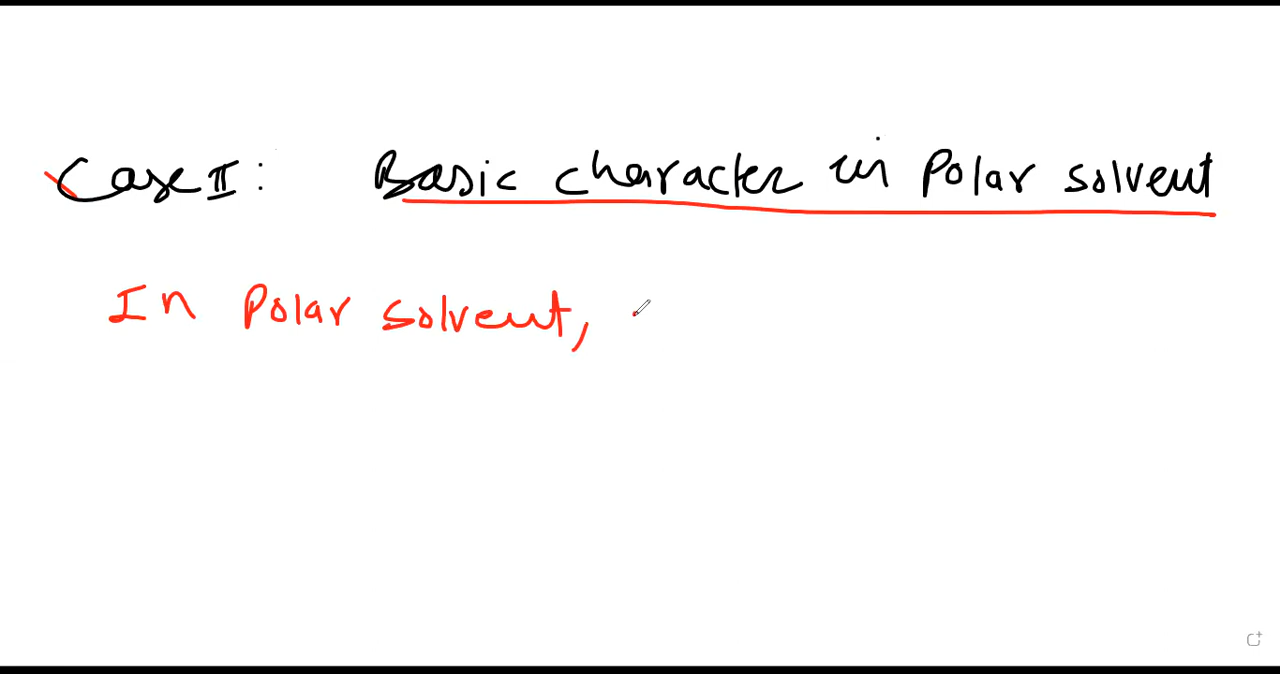 Case II: Basic character in Polar solvent
In Polar solvent,